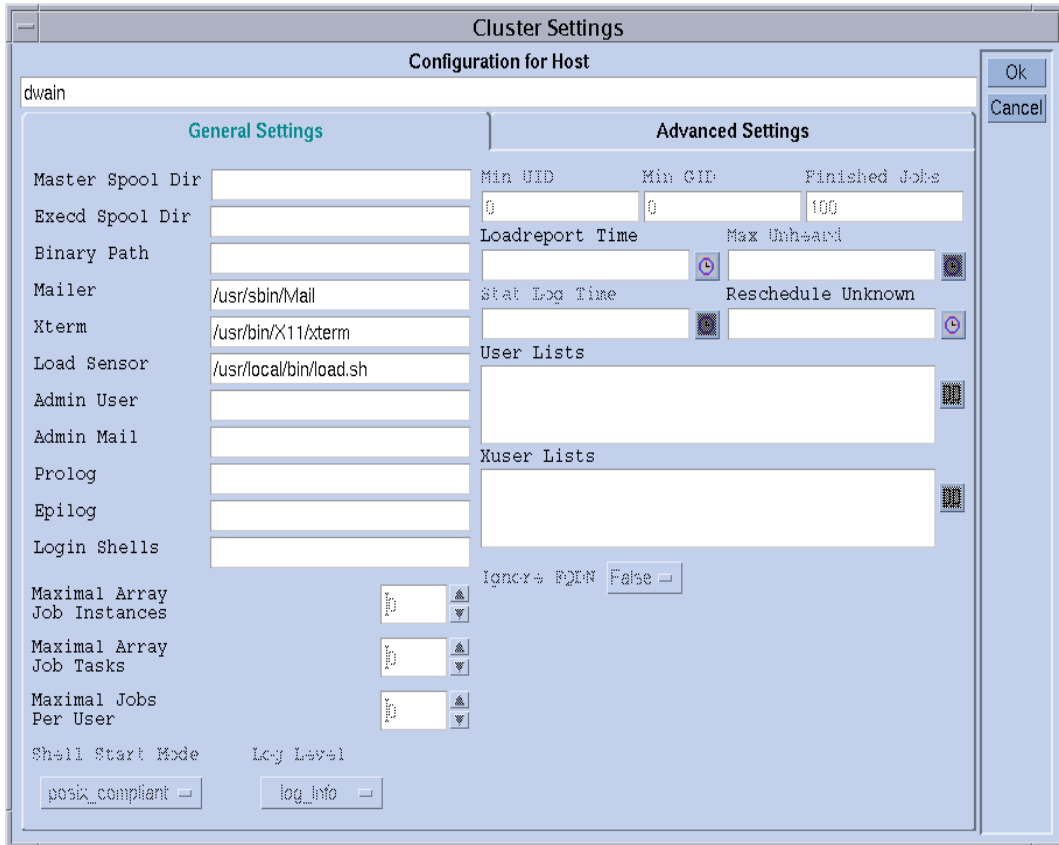 Cluster Settings
Configuration for Host
Ok
dwain
Cancel
General Settings
Advanced Settings
Master Spool Dir
Execd Spool Dir
Binary Path
Mailer
/usr/sbin/Mail
Xterm
/usr/bin/X11/xterm
Load Sensor
/usr/local/bin/load.sh
Admin User
Admin Mail
Prolog
Epilog
Login Shells
Maximal Array
Job Instances
0
Maximal Array
Job Tasks
0
Maximal Jobs
Per User
0
Shell Start Mode
Log Level
posix_compliant
log_info
Min UID
Min GID
Finished Jobs
0
0
100
Loadreport Time
Max Unheard
Stat Log Time
Reschedule Unknown
User Lists
Xuser Lists
Ignore FQDN
False